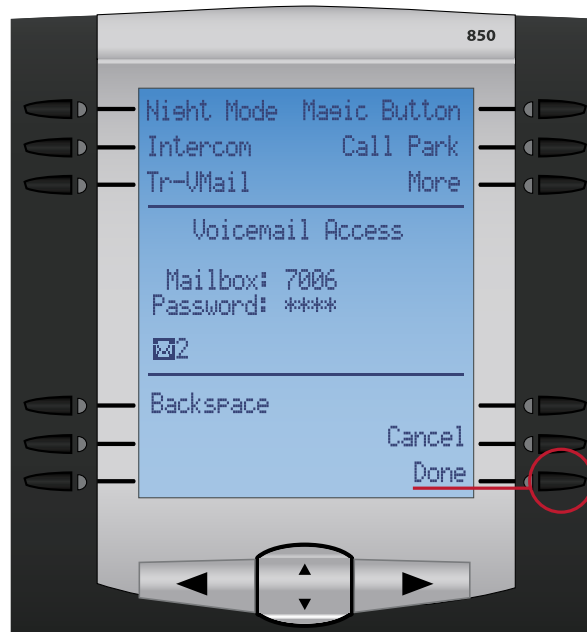 850
Night Mode Magic Button
Intercom Call Park
Tr-VMail More
Voicemail Access
Mailbox: 7006
Password: ****
2
Backspace
Cancel
Done